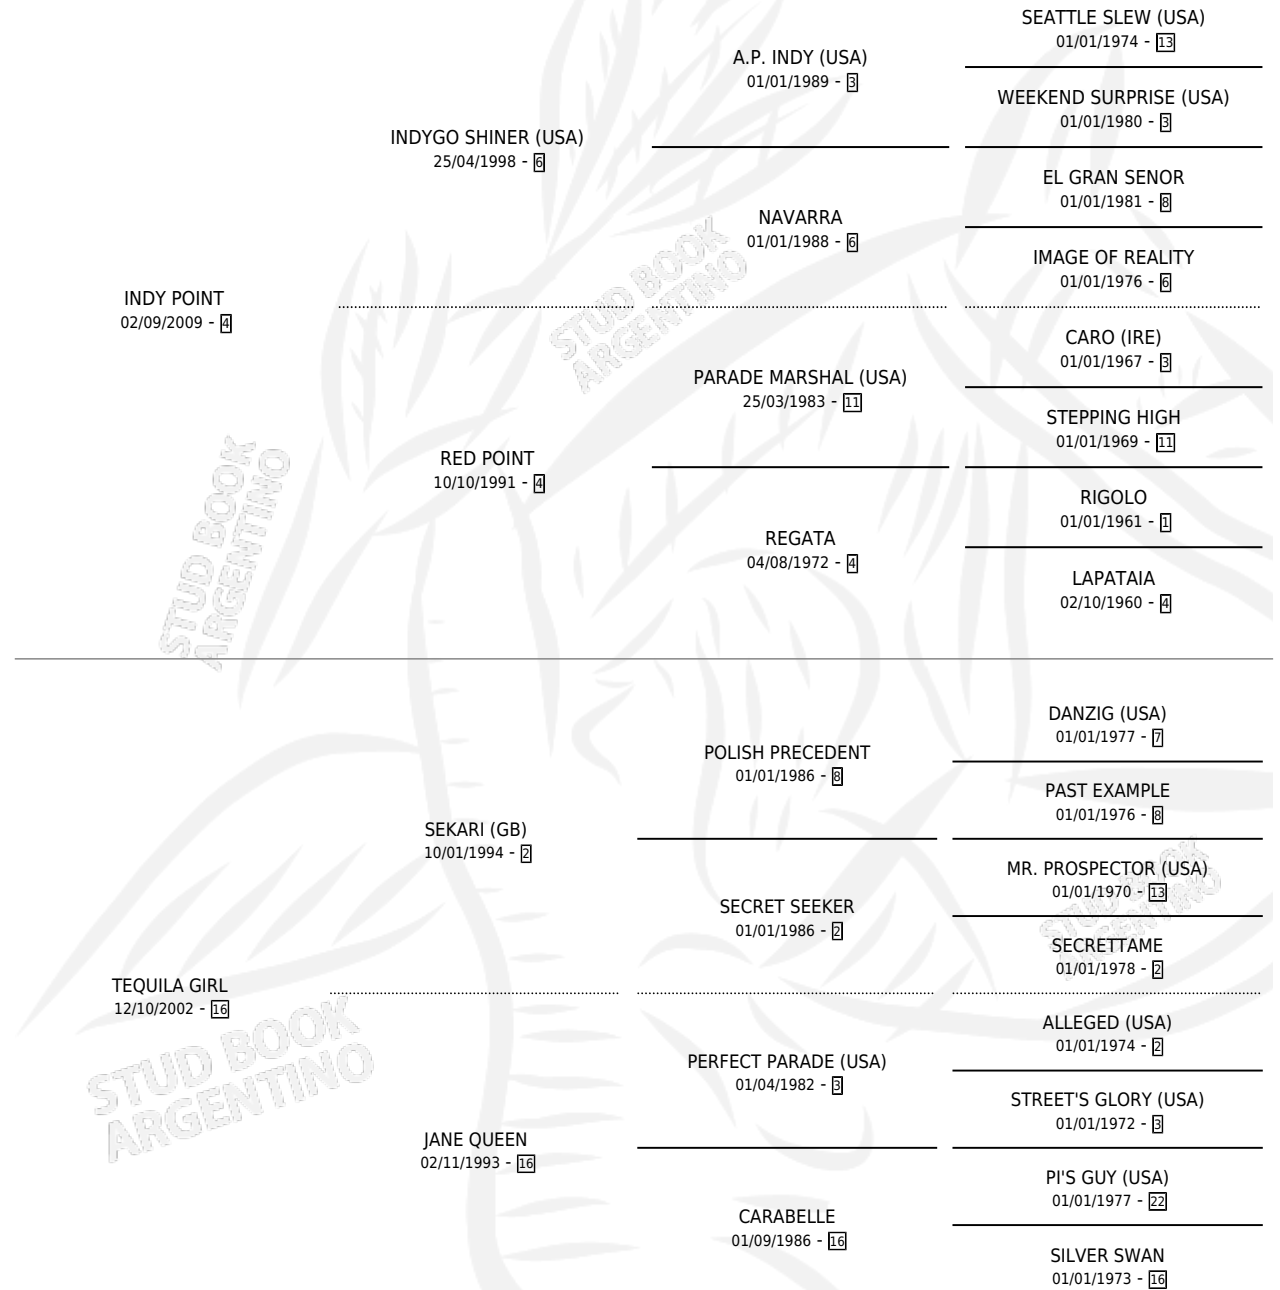 SEATTLE SLEW (USA)
01/01/1974 - 13
A.P. INDY (USA)
01/01/1989 - 3
WEEKEND SURPRISE (USA)
01/01/1980 - 3
INDYGO SHINER (USA)
25/04/1998 - 6
EL GRAN SENOR
01/01/1981 - 8
NAVARRA
01/01/1988 - 6
IMAGE OF REALITY
01/01/1976 - 6
INDY POINT
02/09/2009 - 4
CARO (IRE)
01/01/1967 - 3
PARADE MARSHAL (USA)
25/03/1983 - 11
STEPPING HIGH
01/01/1969 - 11
RED POINT
10/10/1991 - 4
RIGOLO
01/01/1961 - 1
REGATA
04/08/1972 - 4
LAPATAIA
02/10/1960 - 4
DANZIG (USA)
01/01/1977 - 7
POLISH PRECEDENT
01/01/1986 - 8
PAST EXAMPLE
01/01/1976 - 8
SEKARI (GB)
10/01/1994 - 2
MR. PROSPECTOR (USA)
01/01/1970 - 13
SECRET SEEKER
01/01/1986 - 2
SECRETTAME
01/01/1978 - 2
TEQUILA GIRL
12/10/2002 - 16
ALLEGED (USA)
01/01/1974 - 2
PERFECT PARADE (USA)
01/04/1982 - 3
STREET'S GLORY (USA)
01/01/1972 - 3
JANE QUEEN
02/11/1993 - 16
PI'S GUY (USA)
01/01/1977 - 22
CARABELLE
01/09/1986 - 16
SILVER SWAN
01/01/1973 - 16
STUD BOOK
ARGENTINO
STUD BOOK
ARGENTINO
STUD BOOK
ARGENTINO
STUD BOOK
ARGENTINO